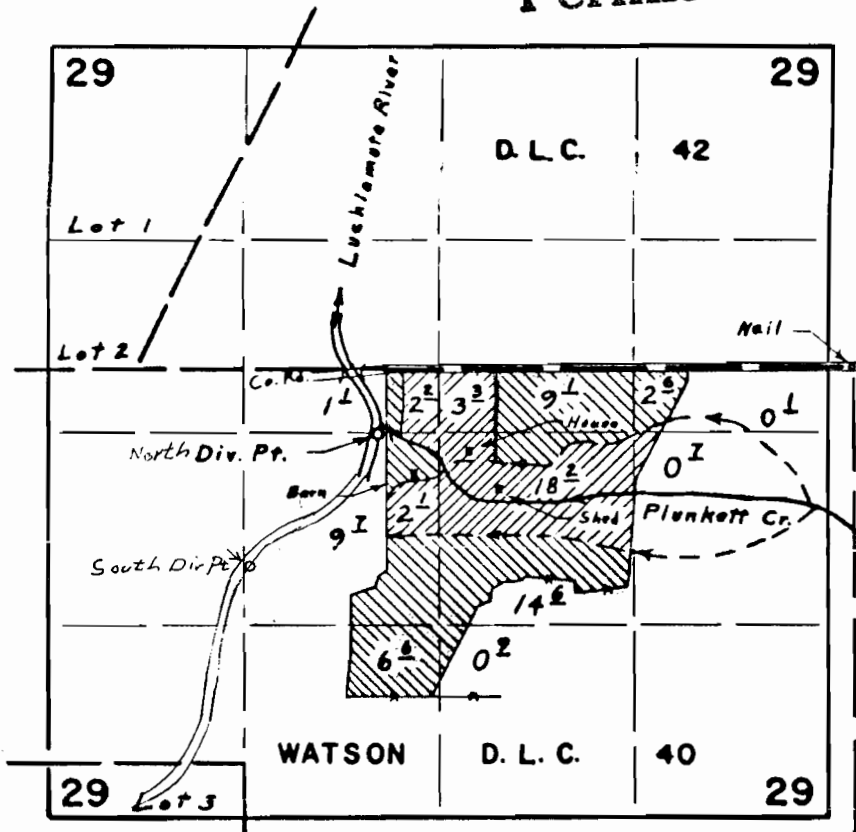 29 29
D. L. C. 42
Luckiamute River
Lot 1
Lot 2
Nail
Co. Rd.
1 1
2 2
3 3
9 1
2 6
0 1
House
North Div. Pt.
0 1
Barn
2 1
18 2
Shed
Plunkett Cr.
9 1
South Div Pt
14 6
6 6
0 2
WATSON D. L. C. 40
29 Lot 3 29